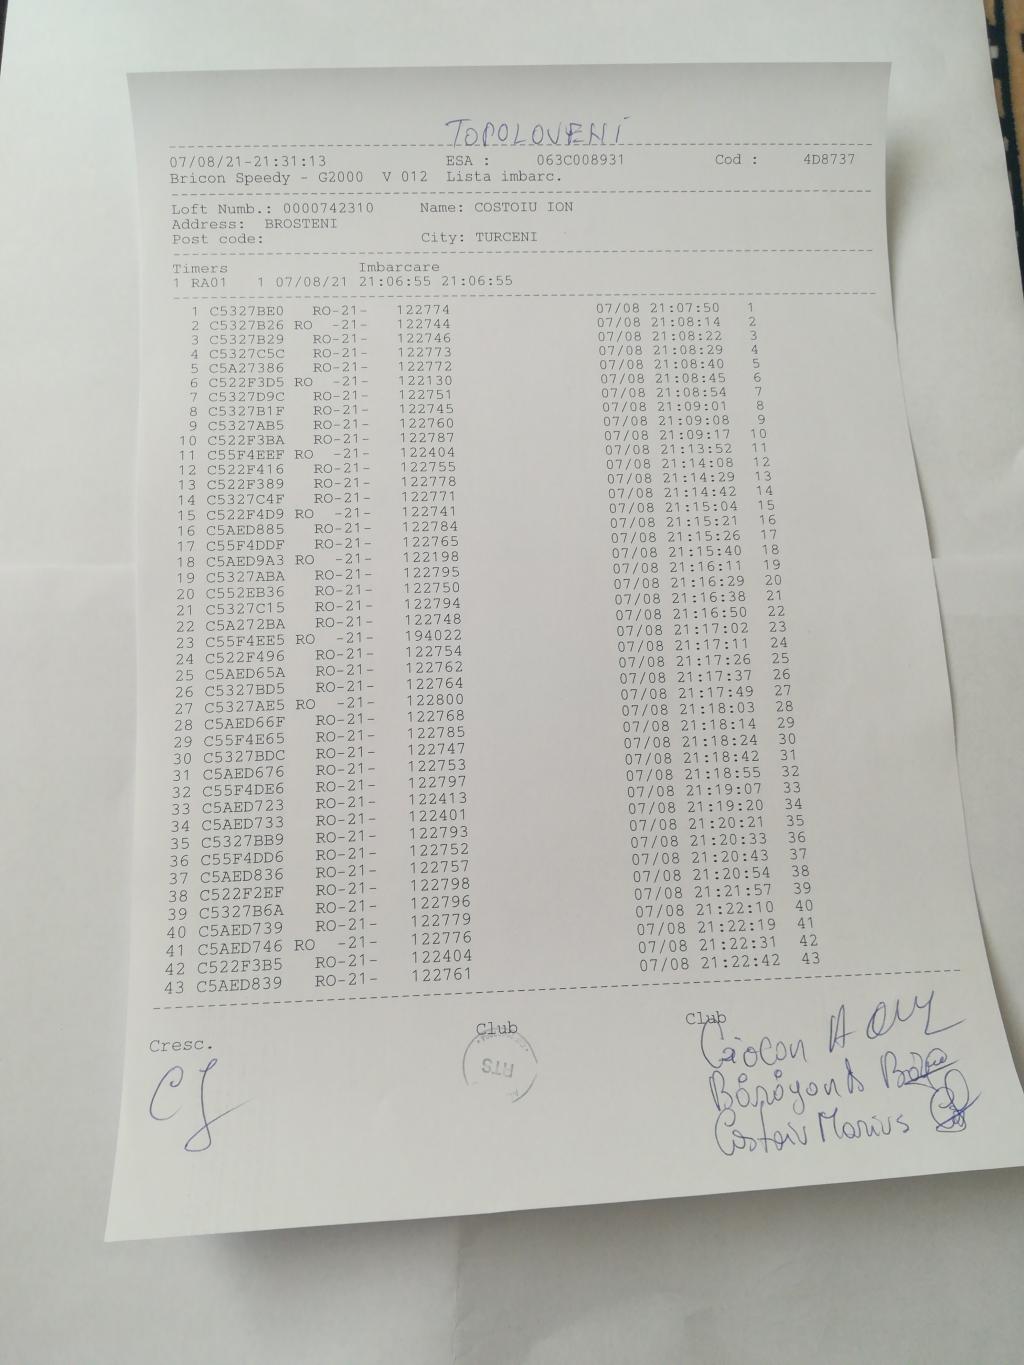 TOPOLOVENI
07/08/21-21:31:13 ESA : 063C008931 Cod : 4D8737
Bricon Speedy - G2000 V 012 Lista imbarc.
Loft Numb.: 0000742310 Name: COSTOIU ION
Address: BROSTENI
Post code: City: TURCENI
Timers Imbarcare
1 RA01 1 07/08/21 21:06:55 21:06:55
1 C5327BE0 RO-21- 122774 07/08 21:07:50 1
2 C5327B26 RO -21- 122744 07/08 21:08:14 2
3 C5327B29 RO-21- 122746 07/08 21:08:22 3
4 C5327C5C RO-21- 122773 07/08 21:08:29 4
5 C5A27386 RO-21- 122772 07/08 21:08:40 5
6 C522F3D5 RO -21- 122130 07/08 21:08:45 6
7 C5327D9C RO-21- 122751 07/08 21:08:54 7
8 C5327B1F RO-21- 122745 07/08 21:09:01 8
9 C5327AB5 RO-21- 122760 07/08 21:09:08 9
10 C522F3BA RO-21- 122787 07/08 21:09:17 10
11 C55F4EEF RO -21- 122404 07/08 21:13:52 11
12 C522F416 RO-21- 122755 07/08 21:14:08 12
13 C522F389 RO-21- 122778 07/08 21:14:29 13
14 C5327C4F RO-21- 122771 07/08 21:14:42 14
15 C522F4D9 RO -21- 122741 07/08 21:15:04 15
16 C5AED885 RO-21- 122784 07/08 21:15:21 16
17 C55F4DDF RO-21- 122765 07/08 21:15:26 17
18 C5AED9A3 RO -21- 122198 07/08 21:15:40 18
19 C5327ABA RO-21- 122795 07/08 21:16:11 19
20 C552EB36 RO-21- 122750 07/08 21:16:29 20
21 C5327C15 RO-21- 122794 07/08 21:16:38 21
22 C5A272BA RO-21- 122748 07/08 21:16:50 22
23 C55F4EE5 RO -21- 194022 07/08 21:17:02 23
24 C522F496 RO-21- 122754 07/08 21:17:11 24
25 C5AED65A RO-21- 122762 07/08 21:17:26 25
26 C5327BD5 RO-21- 122764 07/08 21:17:37 26
27 C5327AE5 RO -21- 122800 07/08 21:17:49 27
28 C5AED66F RO-21- 122768 07/08 21:18:03 28
29 C55F4E65 RO-21- 122785 07/08 21:18:14 29
30 C5327BDC RO-21- 122747 07/08 21:18:24 30
31 C5AED676 RO-21- 122753 07/08 21:18:42 31
32 C55F4DE6 RO-21- 122797 07/08 21:18:55 32
33 C5AED723 RO-21- 122413 07/08 21:19:07 33
34 C5AED733 RO-21- 122401 07/08 21:19:20 34
35 C5327BB9 RO-21- 122793 07/08 21:20:21 35
36 C55F4DD6 RO-21- 122752 07/08 21:20:33 36
37 C5AED836 RO-21- 122757 07/08 21:20:43 37
38 C522F2EF RO-21- 122798 07/08 21:20:54 38
39 C5327B6A RO-21- 122796 07/08 21:21:57 39
40 C5AED739 RO-21- 122779 07/08 21:22:10 40
41 C5AED746 RO -21- 122776 07/08 21:22:19 41
42 C522F3B5 RO-21- 122404 07/08 21:22:31 42
43 C5AED839 RO-21- 122761 07/08 21:22:42 43
Cresc. Club Club
RTS
Costoiu Marius